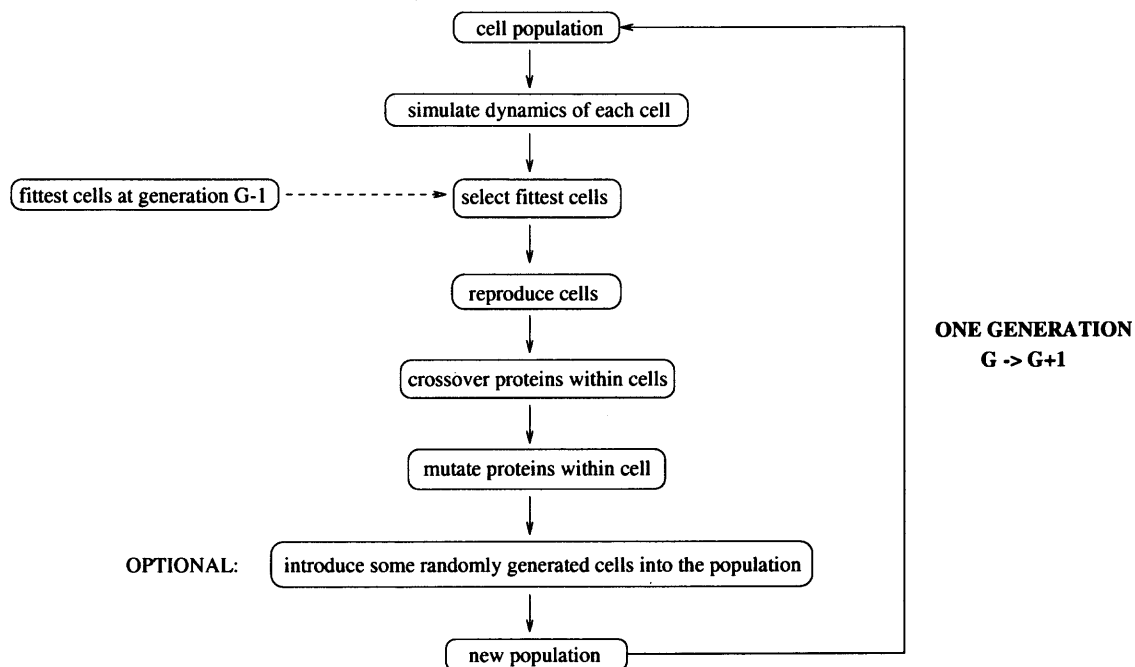 cell population
simulate dynamics of each cell
fittest cells at generation G-1
select fittest cells
reproduce cells
ONE GENERATION
G -> G+1
crossover proteins within cells
mutate proteins within cell
OPTIONAL:
introduce some randomly generated cells into the population
new population